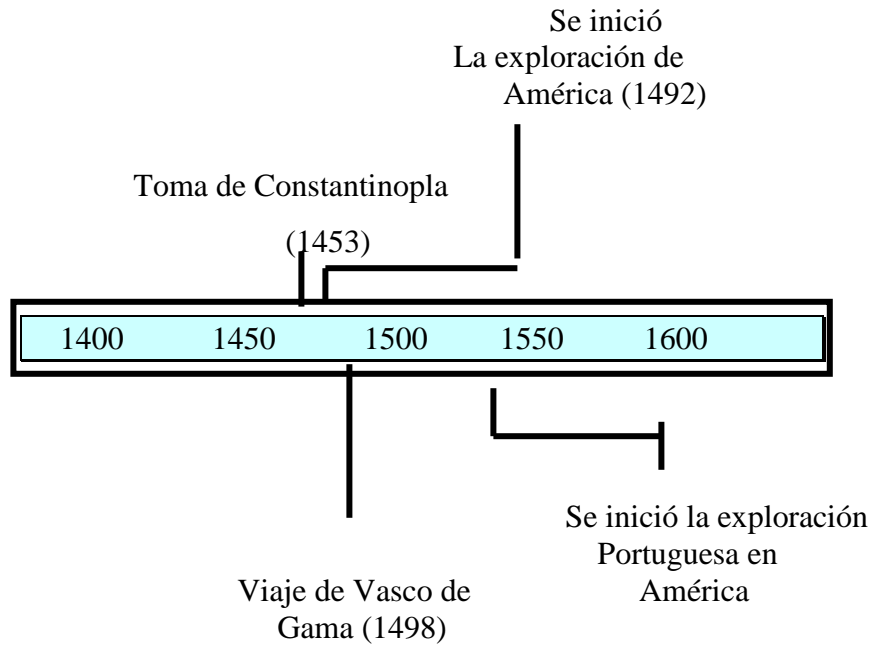 Se inició
La exploración de
América (1492)
Toma de Constantinopla
(1453)
1400 1450 1500 1550 1600
Se inició la exploración
Portuguesa en
América
Viaje de Vasco de
Gama (1498)